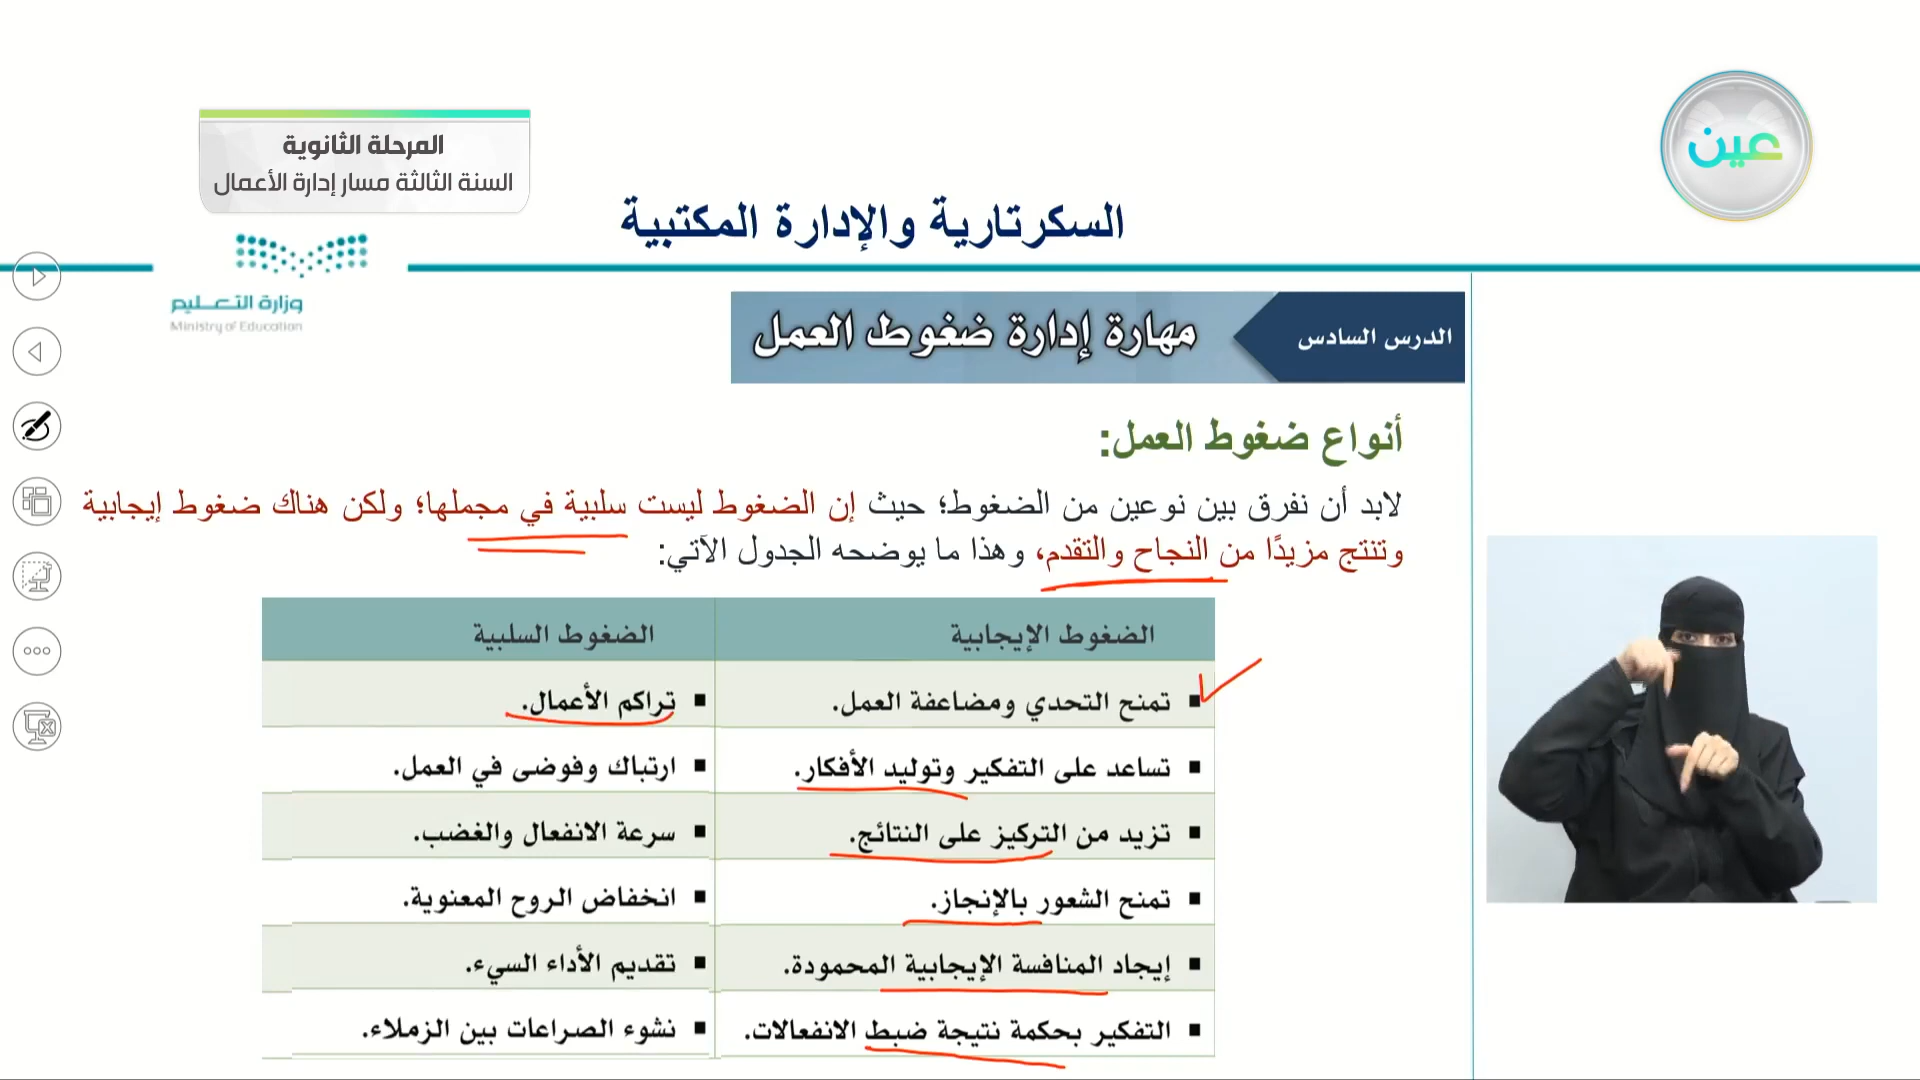 عين
المرحلة الثانوية
السنة الثالثة مسار إدارة الأعمال
السكرتارية والإدارة المكتبية
وزارة التعليم
Ministry of Education
الدرس السادس
مهارة إدارة ضغوط العمل
أنواع ضغوط العمل:
لابد أن نفرق بين نوعين من الضغوط؛ حيث إن الضغوط ليست سلبية في مجملها؛ ولكن هناك ضغوط إيجابية
وتنتج مزيدًا من النجاح والتقدم، وهذا ما يوضحه الجدول الآتي:
الضغوط الإيجابية
الضغوط السلبية
▪ تمنح التحدي ومضاعفة العمل.
▪ تراكم الأعمال.
▪ تساعد على التفكير وتوليد الأفكار.
▪ ارتباك وفوضى في العمل.
▪ تزيد من التركيز على النتائج.
▪ سرعة الانفعال والغضب.
▪ تمنح الشعور بالإنجاز.
▪ انخفاض الروح المعنوية.
▪ إيجاد المنافسة الإيجابية المحمودة.
▪ تقديم الأداء السيء.
▪ التفكير بحكمة نتيجة ضبط الانفعالات.
▪ نشوء الصراعات بين الزملاء.